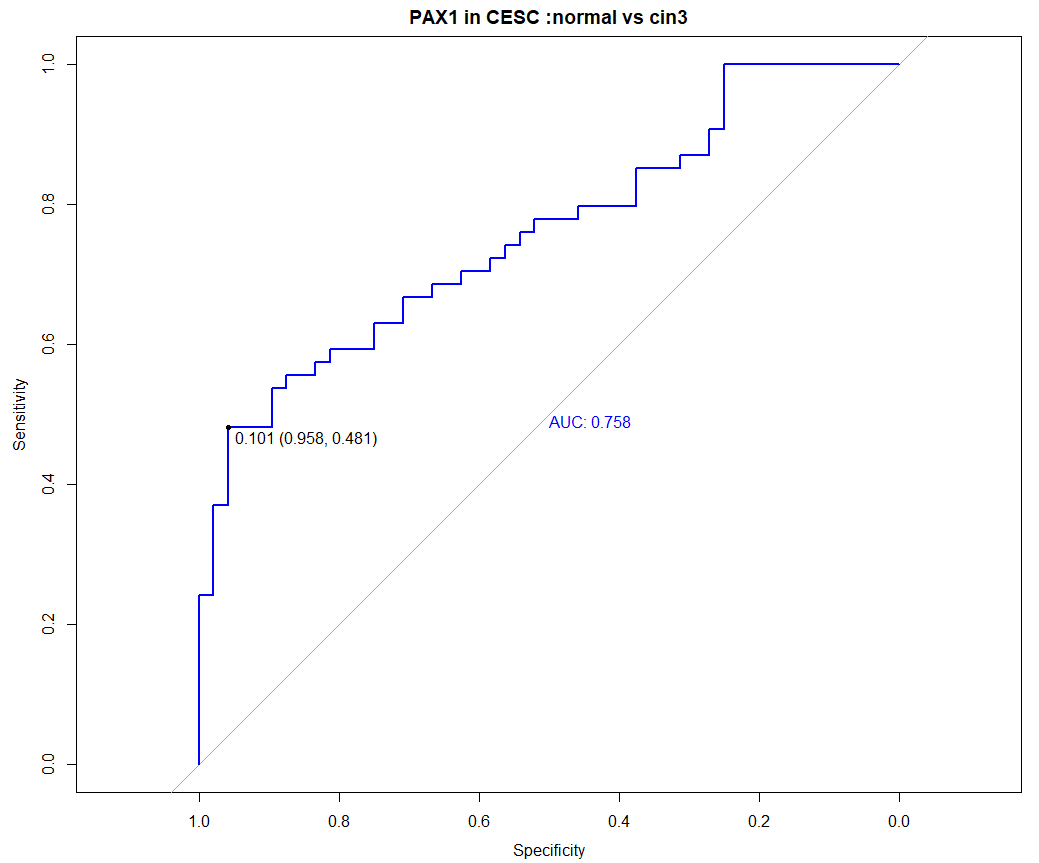 PAX1 in CESC :normal vs cin3
1.0
0.8
0.6
0.4
0.2
0.0
Sensitivity
0.101 (0.958, 0.481)
AUC: 0.758
1.0 0.8 0.6 0.4 0.2 0.0
Specificity